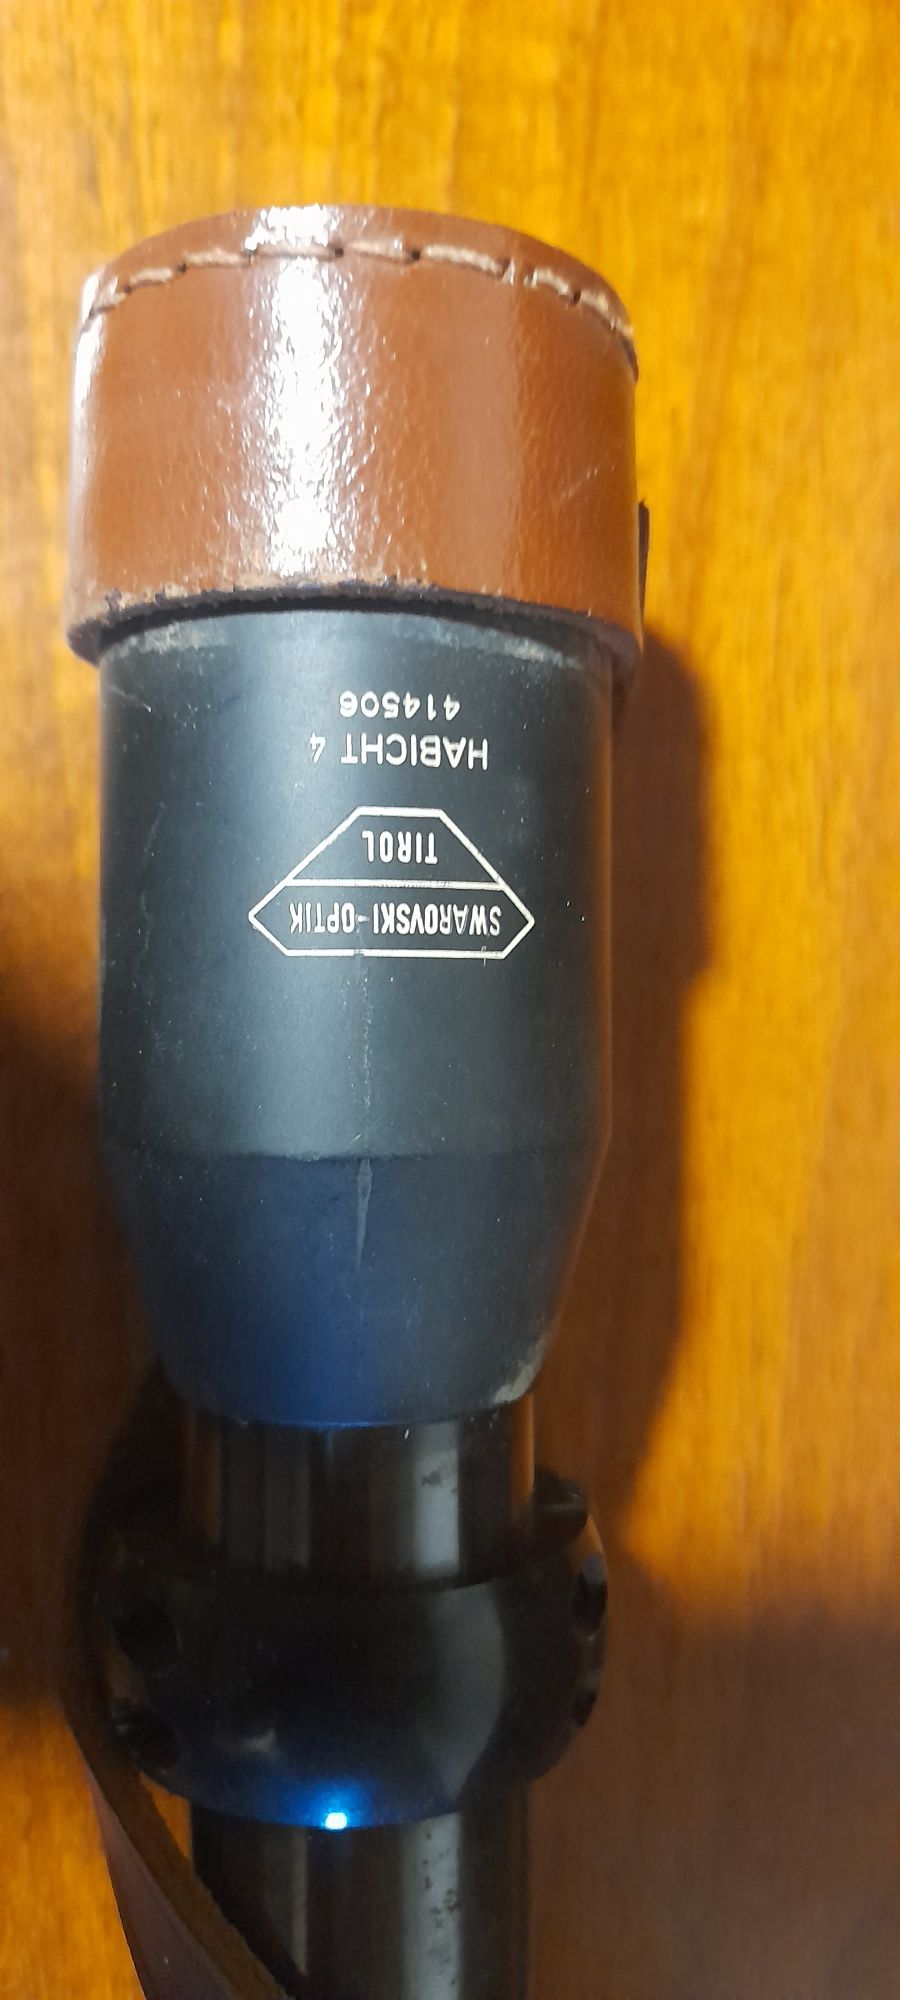 SWAROVSKI-OPTIK
TIROL
HABICHT 4
414506